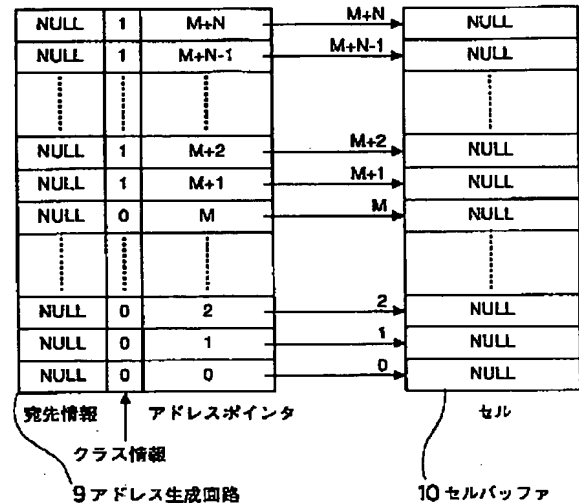 NULL 1 M+N M+N NULL
NULL 1 M+N-1 M+N-1 NULL
NULL 1 M+2 M+2 NULL
NULL 1 M+1 M+1 NULL
NULL 0 M M NULL
NULL 0 2 2 NULL
NULL 0 1 1 NULL
NULL 0 0 0 NULL
宛先情報 アドレスポインタ セル
クラス情報
9アドレス生成回路 10セルバッファ